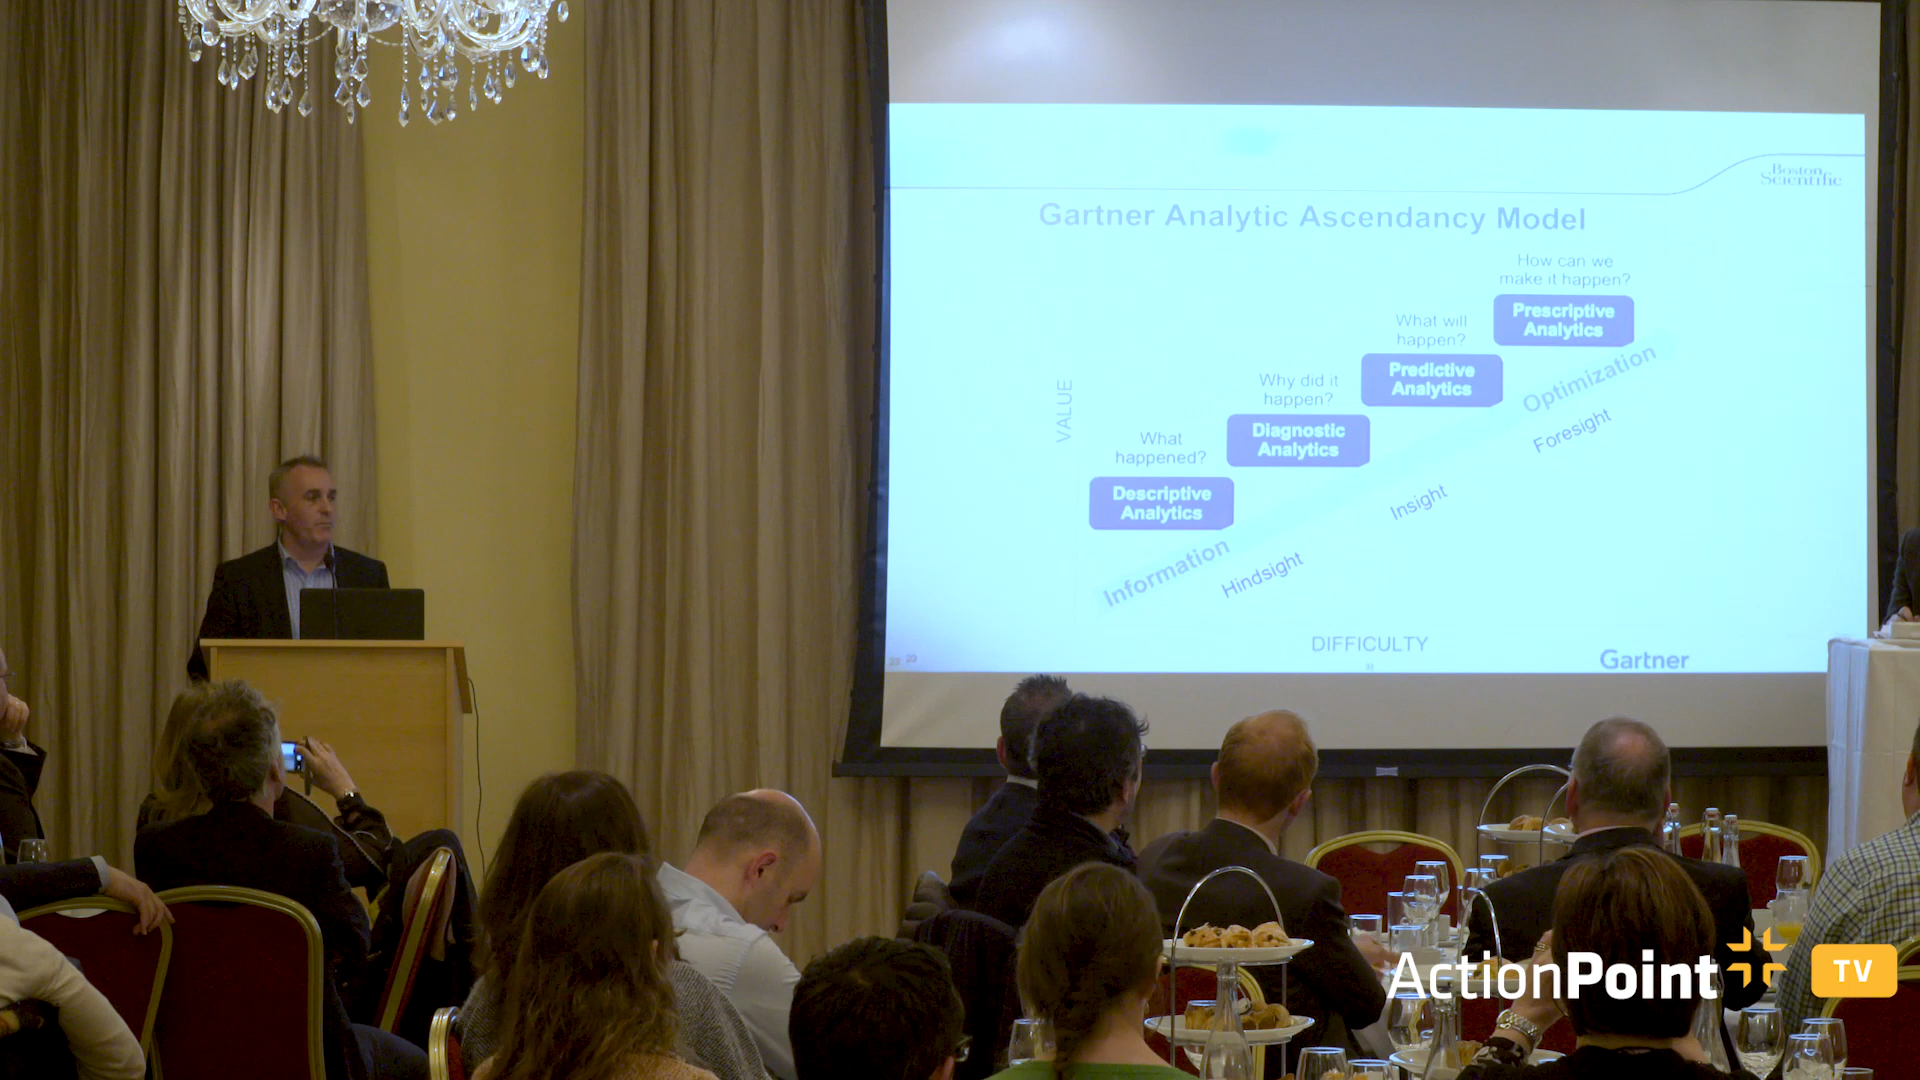 Boston
Scientific
Gartner Analytic Ascendancy Model
How can we
make it happen?
Prescriptive
Analytics
What will
happen?
Predictive
Analytics
Why did it
happen?
Diagnostic
Analytics
What
happened?
Descriptive
Analytics
VALUE
Optimization
Foresight
Insight
Information
Hindsight
DIFFICULTY
Gartner
ActionPoint TV